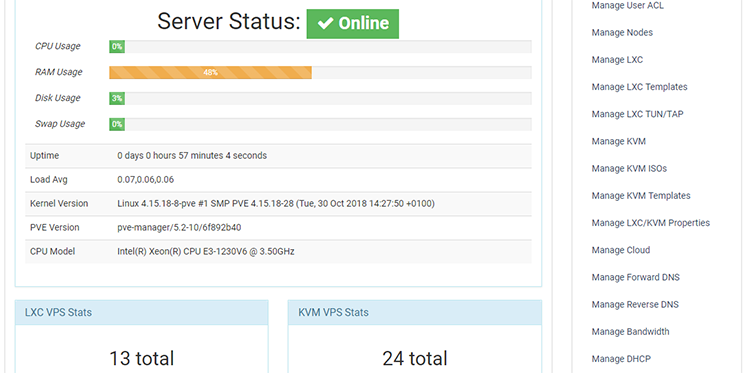 Server Status: Online
CPU Usage 0%
RAM Usage 48%
Disk Usage 3%
Swap Usage 0%
Uptime 0 days 0 hours 57 minutes 4 seconds
Load Avg 0.07,0.06,0.06
Kernel Version Linux 4.15.18-8-pve #1 SMP PVE 4.15.18-28 (Tue, 30 Oct 2018 14:27:50 +0100)
PVE Version pve-manager/5.2-10/6f892b40
CPU Model Intel(R) Xeon(R) CPU E3-1230V6 @ 3.50GHz
LXC VPS Stats
13 total
KVM VPS Stats
24 total
Manage User ACL
Manage Nodes
Manage LXC
Manage LXC Templates
Manage LXC TUN/TAP
Manage KVM
Manage KVM ISOs
Manage KVM Templates
Manage LXC/KVM Properties
Manage Cloud
Manage Forward DNS
Manage Reverse DNS
Manage Bandwidth
Manage DHCP